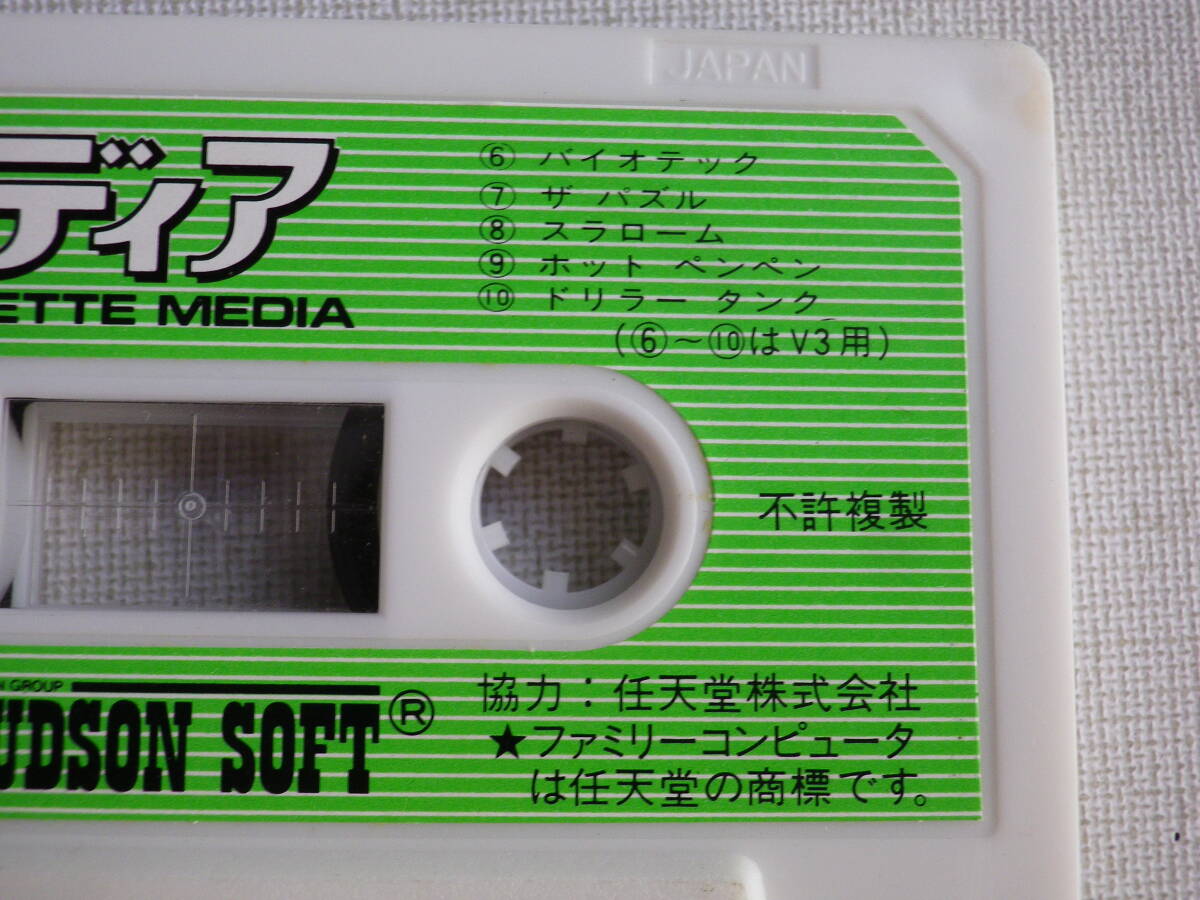 JAPAN
ディア
ETTE MEDIA
⑥ バイオテック
⑦ ザ パズル
⑧ スラローム
⑨ ホット ペンペン
⑩ ドリラー タンク
(⑥～⑩はV3用)
不許複製
N GROUP
UDSON SOFT®
協力：任天堂株式会社
★ファミリーコンピュータ
は任天堂の商標です。